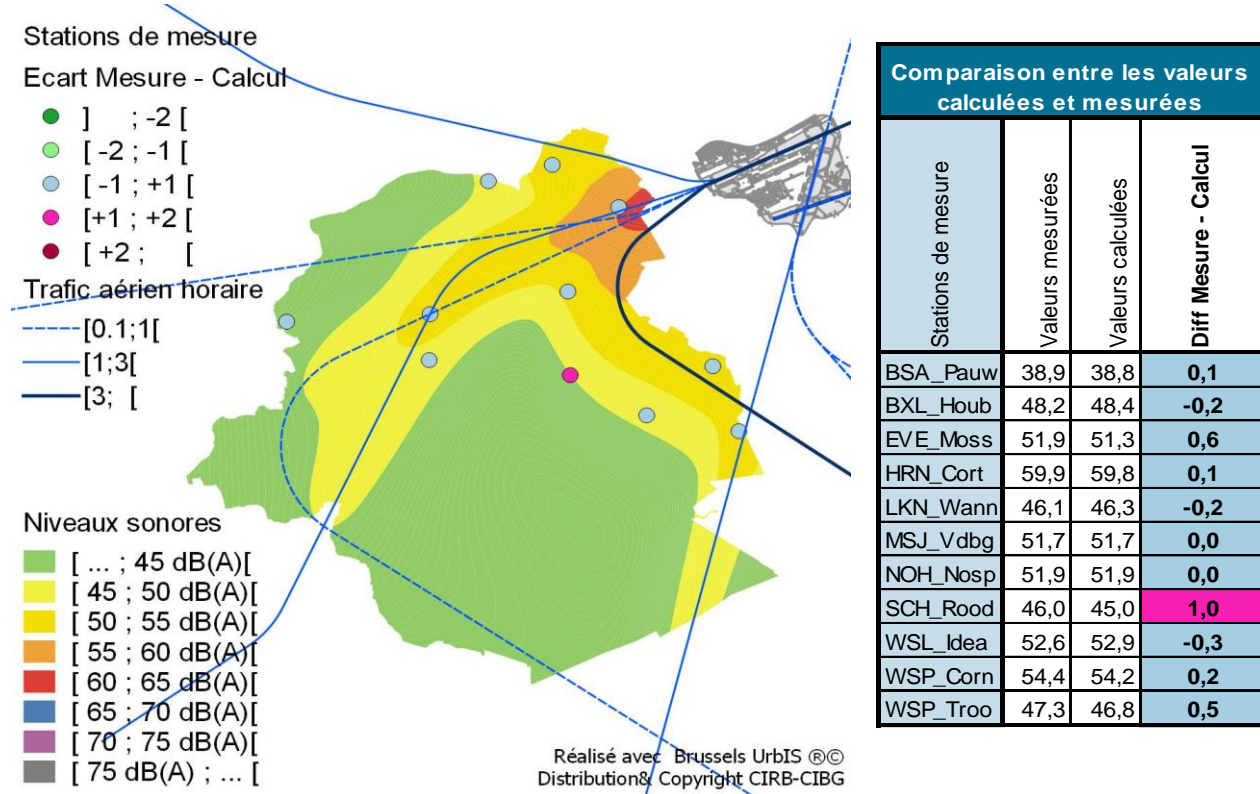 Stations de mesure
Ecart Mesure - Calcul
] ; -2 [
[ -2 ; -1 [
[ -1 ; +1 [
[+1 ; +2 [
[ +2 ; [
Trafic aérien horaire
[0.1;1[
[1;3[
[3; [
Niveaux sonores
[ ... ; 45 dB(A)[
[ 45 ; 50 dB(A)[
[ 50 ; 55 dB(A)[
[ 55 ; 60 dB(A)[
[ 60 ; 65 dB(A)[
[ 65 ; 70 dB(A)[
[ 70 ; 75 dB(A)[
[ 75 dB(A) ; ... [
Réalisé avec Brussels UrbIS ®©
Distribution& Copyright CIRB-CIBG
Comparaison entre les valeurs
calculées et mesurées
Stations de mesure Valeurs mesurées Valeurs calculées Diff Mesure - Calcul
BSA_Pauw 38,9 38,8 0,1
BXL_Houb 48,2 48,4 -0,2
EVE_Moss 51,9 51,3 0,6
HRN_Cort 59,9 59,8 0,1
LKN_Wann 46,1 46,3 -0,2
MSJ_Vdbg 51,7 51,7 0,0
NOH_Nosp 51,9 51,9 0,0
SCH_Rood 46,0 45,0 1,0
WSL_Idea 52,6 52,9 -0,3
WSP_Corn 54,4 54,2 0,2
WSP_Troo 47,3 46,8 0,5